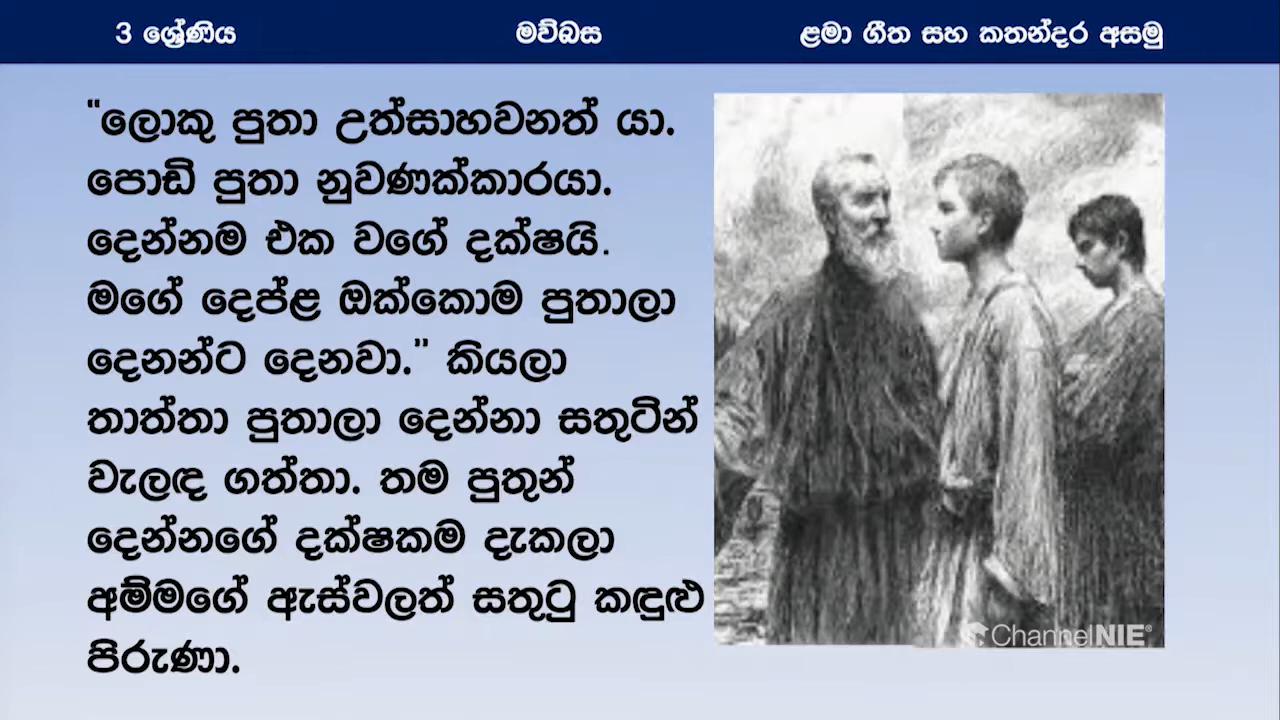 3 ශ්‍රේණිය
මව්බස
ළමා ගීත සහ කතන්දර අසමු
“ලොකු පුතා උත්සාහවනත් යා.
පොඩි පුතා නුවණක්කාරයා.
දෙන්නම එක වගේ දක්ෂයි.
මගේ දෙප්ළ ඔක්කොම පුතාලා
දෙනන්ට දෙනවා.” කියලා
තාත්තා පුතාලා දෙන්නා සතුටින්
වැලඳ ගත්තා. තම පුතුන්
දෙන්නගේ දක්ෂකම දැකලා
අම්මගේ ඇස්වලත් සතුටු කඳුළු
පිරුණා.
ChannelNIE®